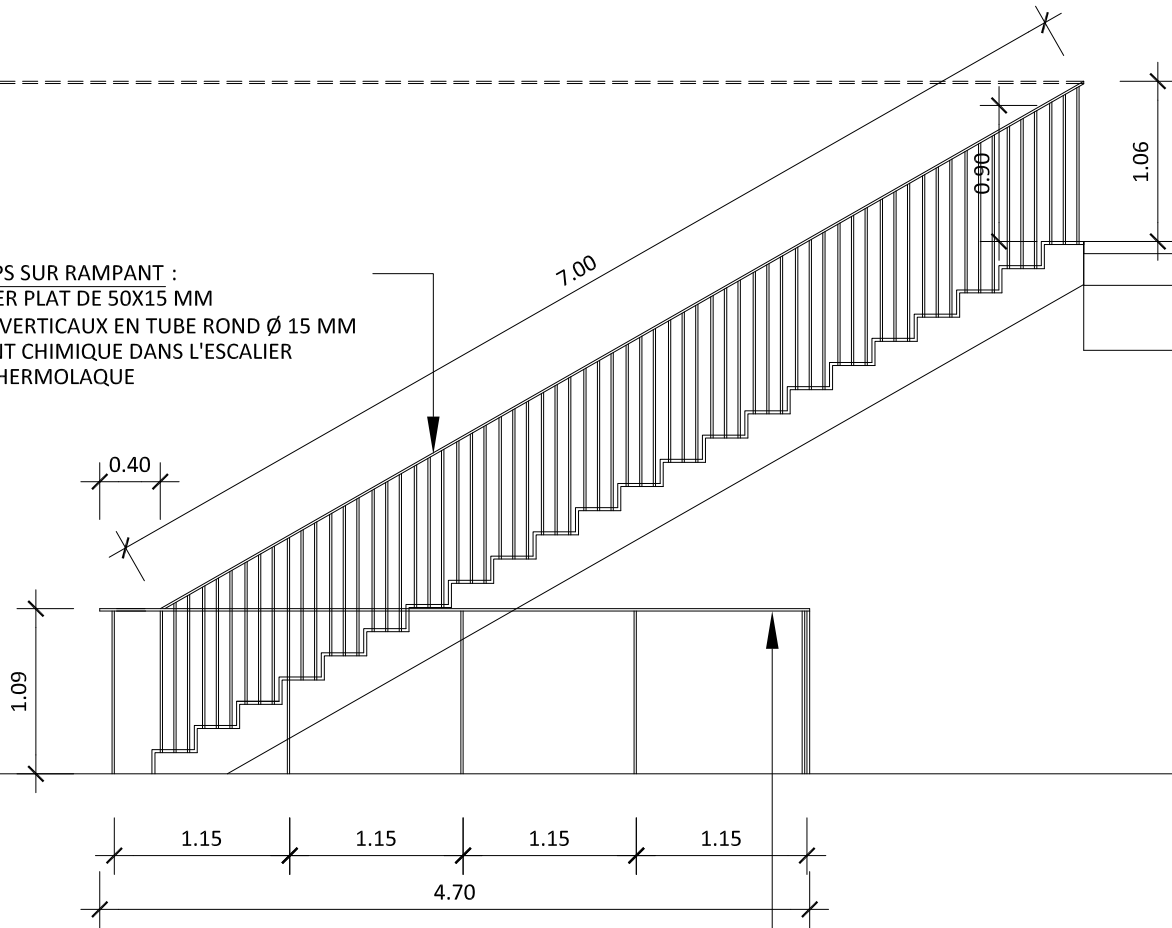 1.06
0.90
7.00
PS SUR RAMPANT :
ER PLAT DE 50X15 MM
VERTICAUX EN TUBE ROND Ø 15 MM
NT CHIMIQUE DANS L'ESCALIER
HERMOLAQUE
0.40
1.09
1.15 1.15 1.15 1.15
4.70